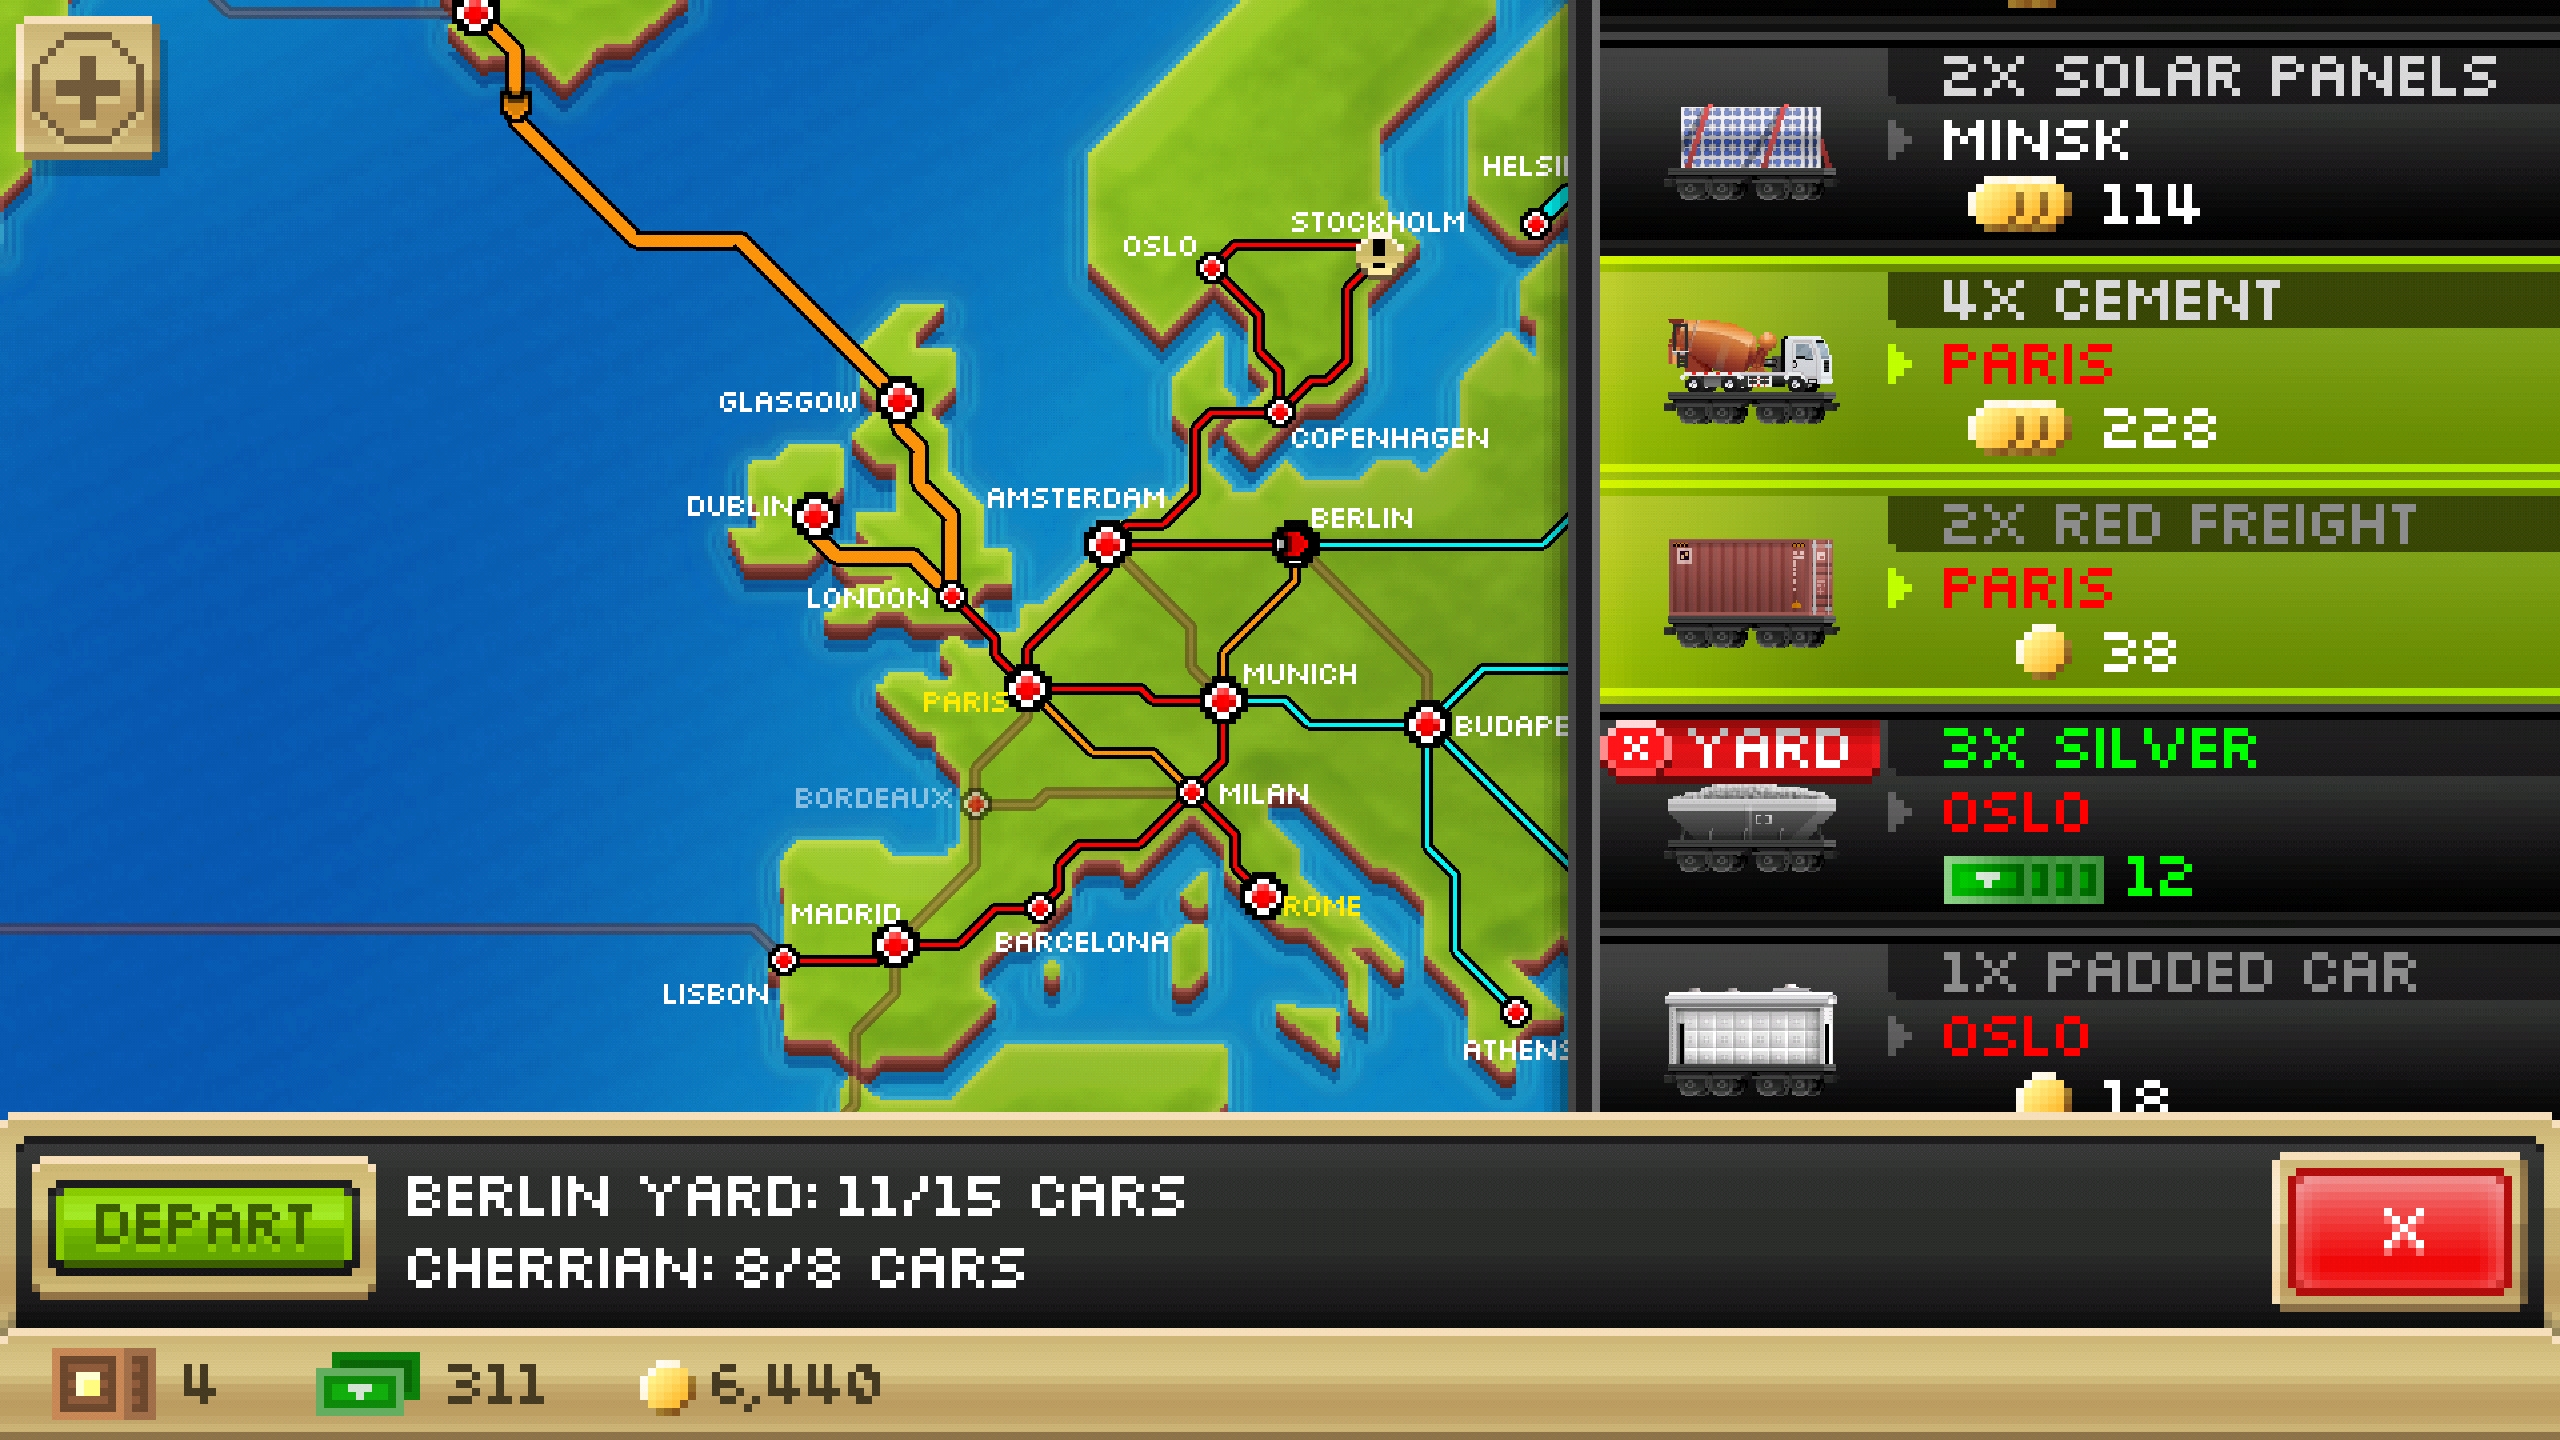 HELSI
STOCKHOLM
OSLO
GLASGOW
COPENHAGEN
AMSTERDAM
DUBLIN
BERLIN
LONDON
MUNICH
PARIS
BUDAPE
BORDEAUX
MILAN
MADRID
ROME
BARCELONA
LISBON
ATHENS
2X SOLAR PANELS
MINSK
114
4X CEMENT
PARIS
228
2X RED FREIGHT
PARIS
38
YARD
3X SILVER
OSLO
12
1X PADDED CAR
OSLO
18
DEPART
BERLIN YARD: 11/15 CARS
CHERRIAN: 8/8 CARS
X
4
311
6,440